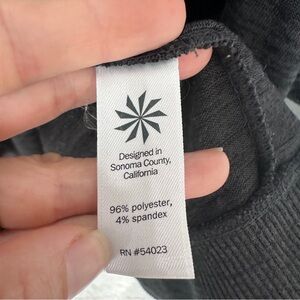 Designed in
Sonoma County,
California
96% polyester,
4% spandex
RN #54023